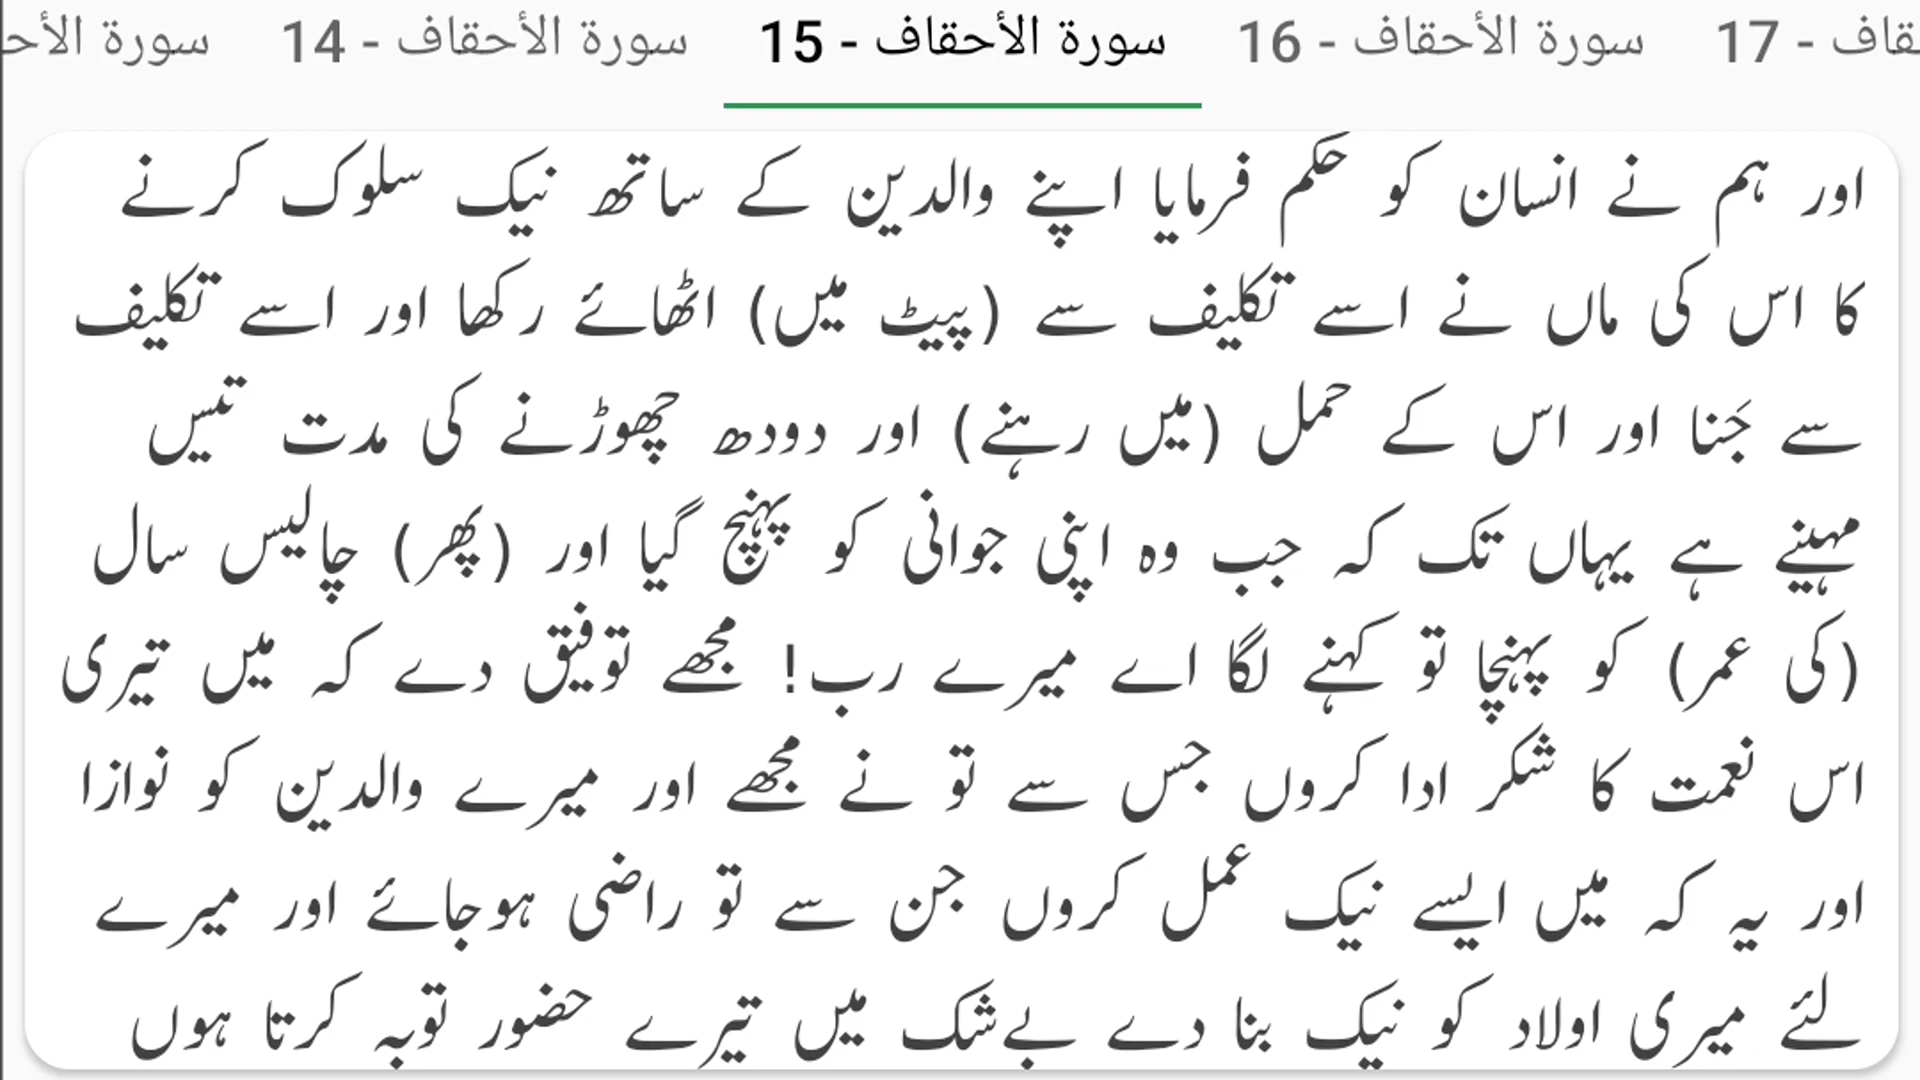 سورة الأح 14 - سورة الأحقاف 15 - سورة الأحقاف 16 - سورة الأحقاف 17 - قاف
اور ہم نے انسان کو حکم فرمایا اپنے والدین کے ساتھ نیک سلوک کرنے
کا اس کی ماں نے اسے تکلیف سے (پیٹ میں) اٹھائے رکھا اور اسے تکلیف
سے جَنا اور اس کے حمل (میں رہنے) اور دودھ چھوڑنے کی مدت تیس
مہینے ہے یہاں تک کہ جب وہ اپنی جوانی کو پہنچ گیا اور (پھر) چالیس سال
(کی عمر) کو پہنچا تو کہنے لگا اے میرے رب! مجھے توفیق دے کہ میں تیری
اس نعمت کا شکر ادا کروں جس سے تو نے مجھے اور میرے والدین کو نوازا
اور یہ کہ میں ایسے نیک عمل کروں جن سے تو راضی ہوجائے اور میرے
لئے میری اولاد کو نیک بنا دے بےشک میں تیرے حضور توبہ کرتا ہوں